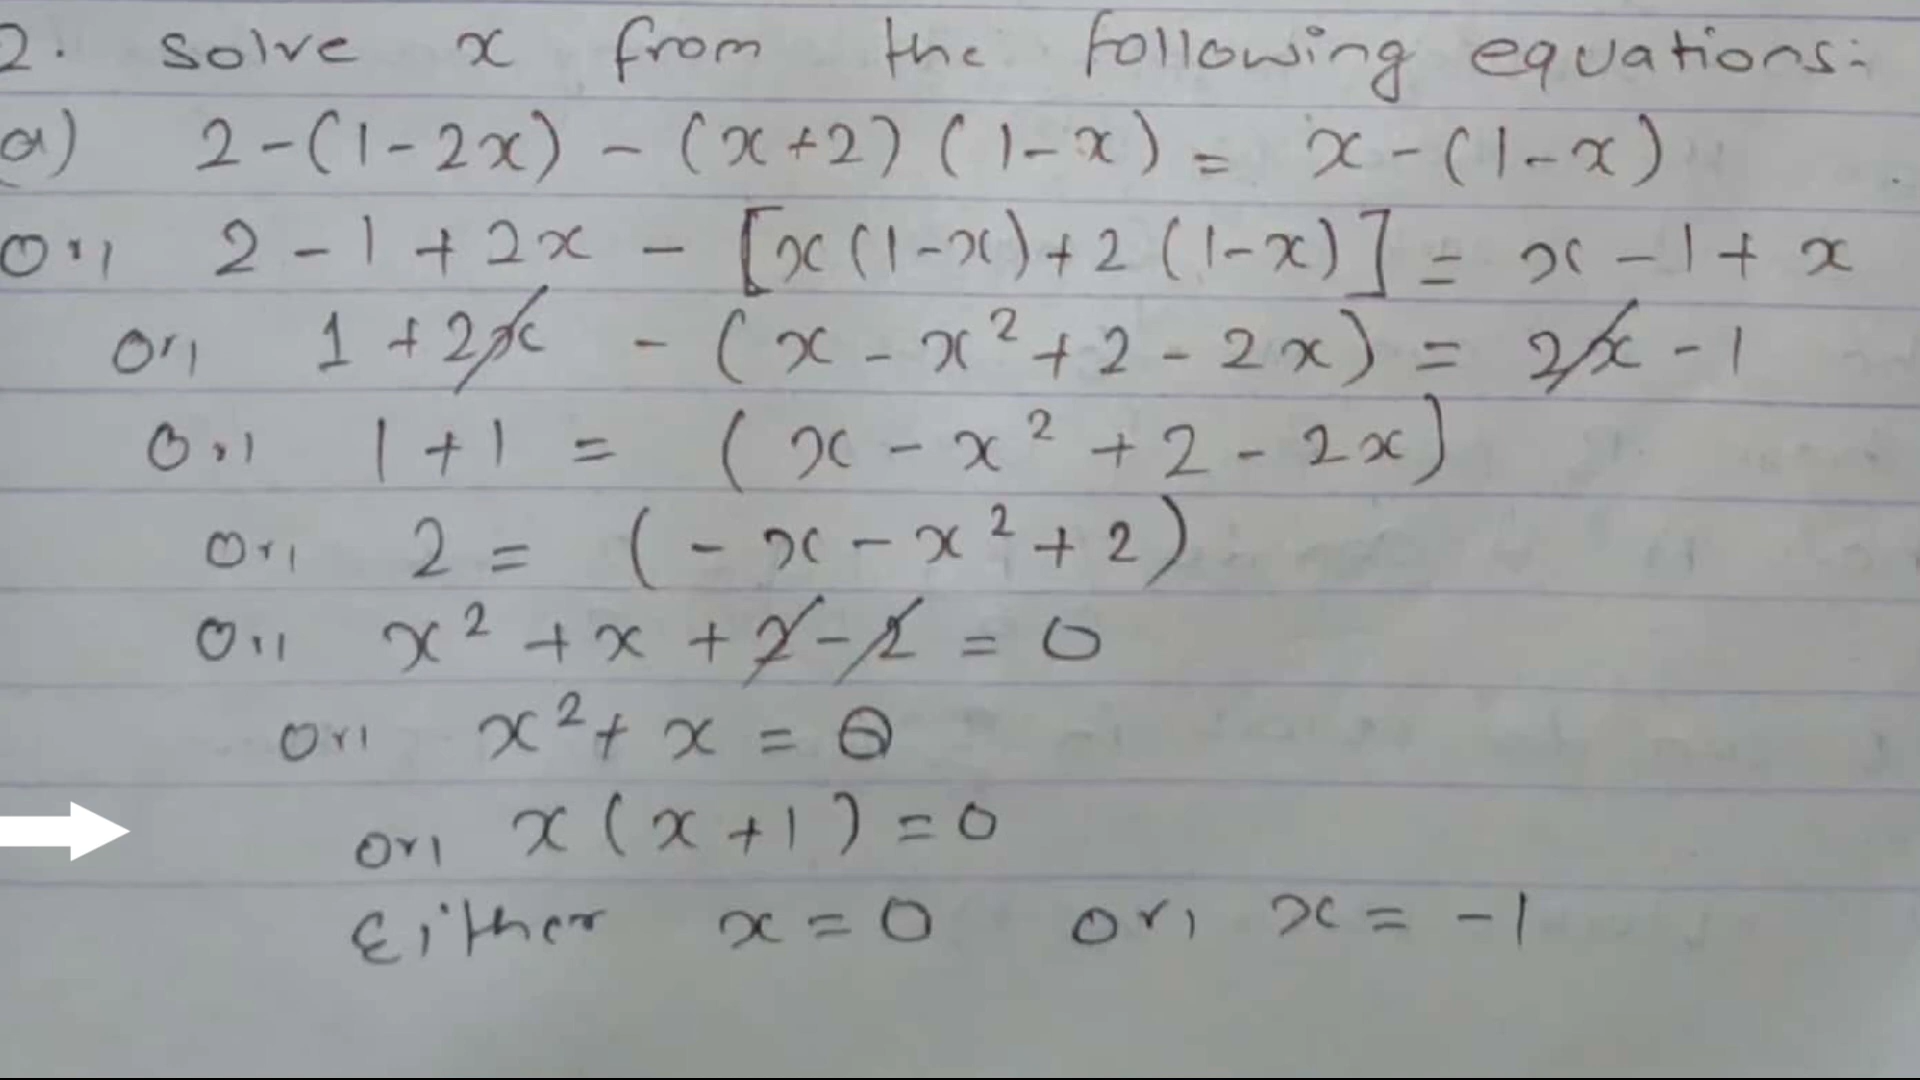 2. solve x from the following equations:-
a) 2-(1-2x) - (x+2) (1-x) = x-(1-x)
or, 2 - 1 + 2x - [x(1-x)+2(1-x)] = x - 1 + x
or, 1 + 2x - (x - x² + 2 - 2x) = 2x - 1
or, 1 + 1 = (x - x² + 2 - 2x)
or, 2 = (- x - x² + 2)
or, x² + x + 2 - 2 = 0
or, x² + x = 0
or, x (x + 1) = 0
Either x = 0 or, x = -1